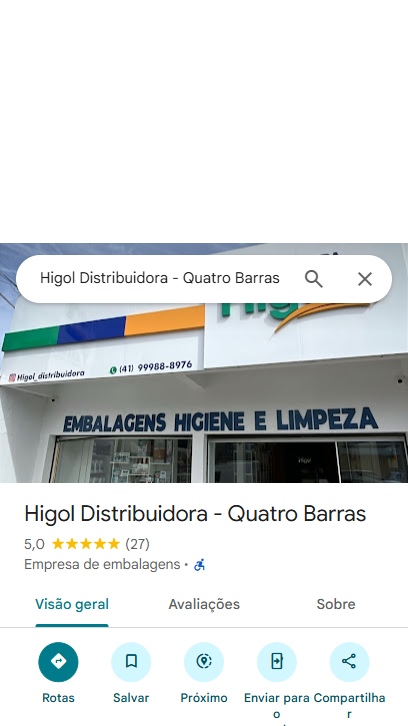 Higol Distribuidora - Quatro Barras
Higol_distribuidora
(41) 99988-8976
EMBALAGENS HIGIENE E LIMPEZA
Higol Distribuidora - Quatro Barras
5,0 ★★★★★ (27)
Empresa de embalagens ·
Visão geral Avaliações Sobre
Rotas Salvar Próximo Enviar para o Compartilhar